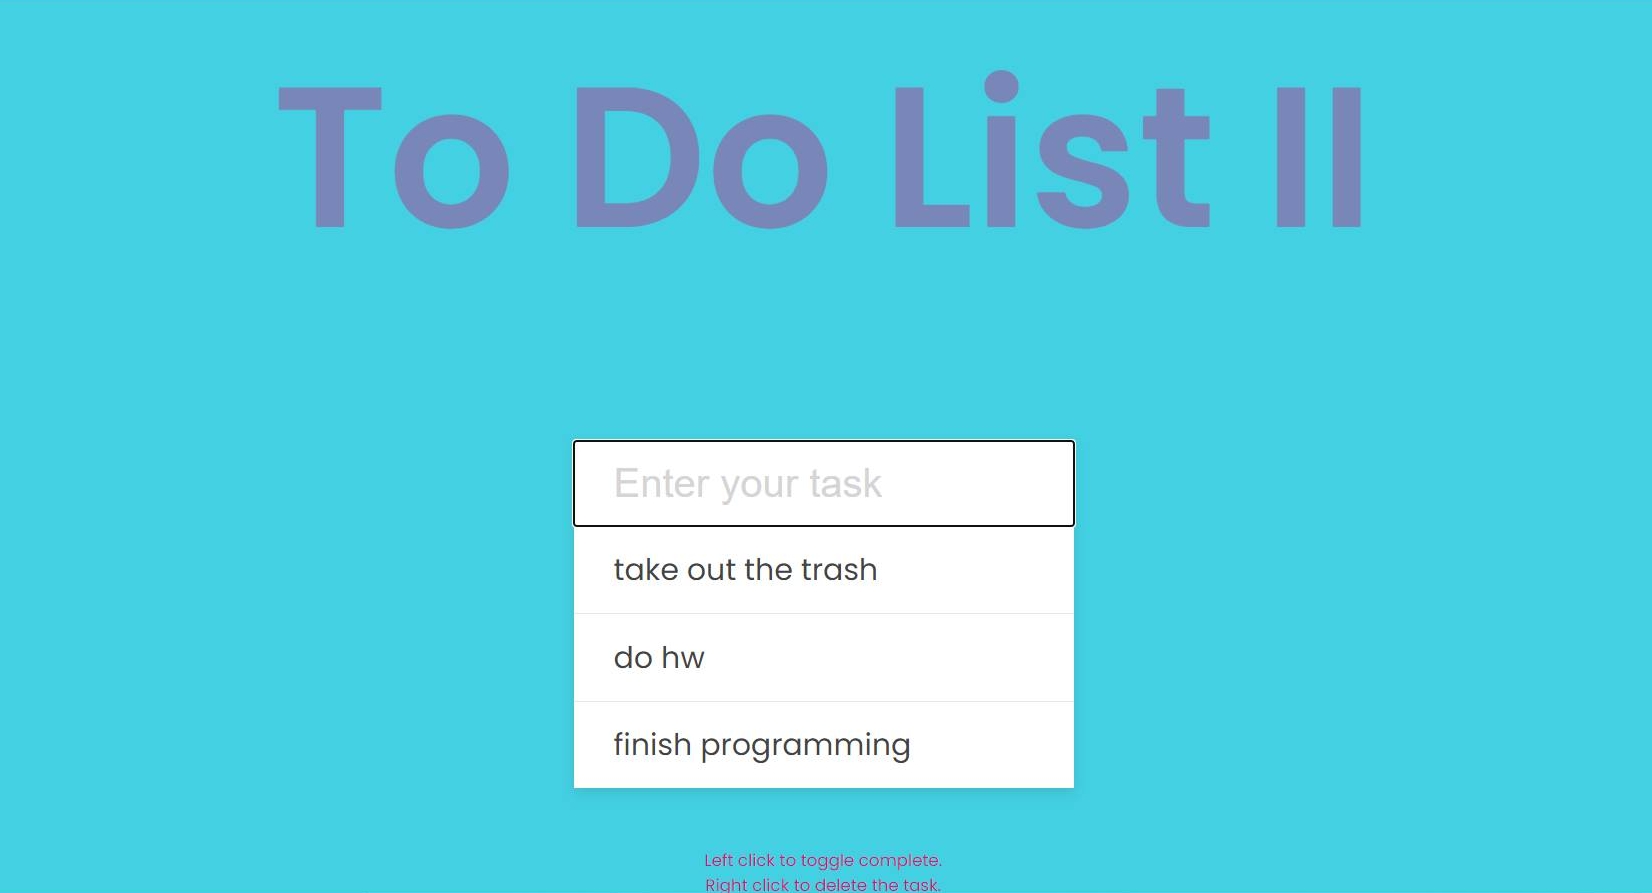 To Do List II
Enter your task
take out the trash
do hw
finish programming
Left click to toggle complete.
Right click to delete the task.